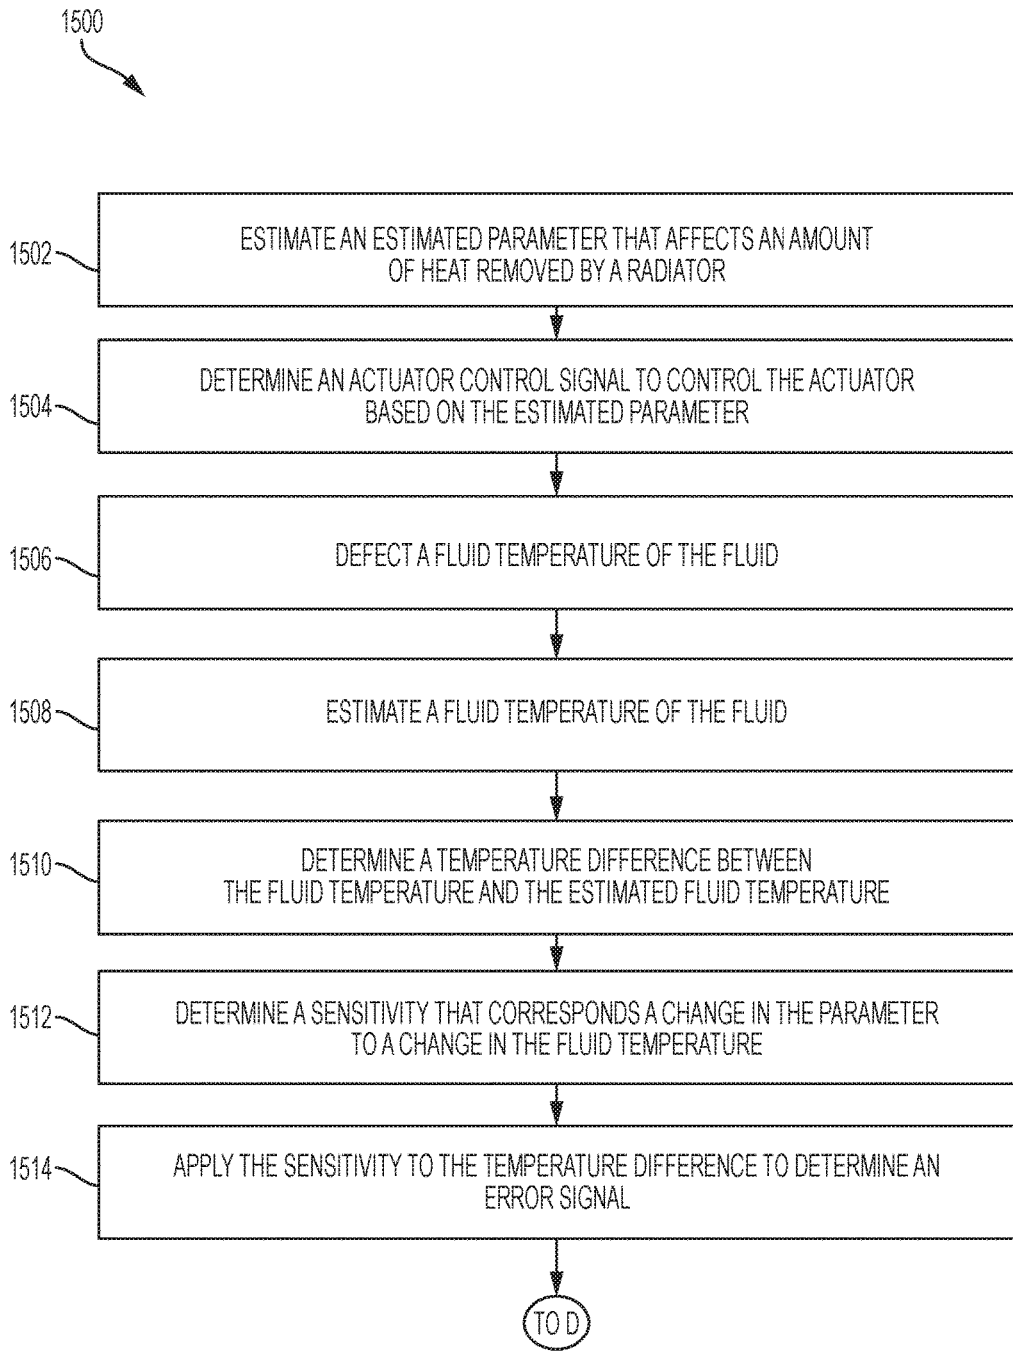 1500
1502
ESTIMATE AN ESTIMATED PARAMETER THAT AFFECTS AN AMOUNT
OF HEAT REMOVED BY A RADIATOR
1504
DETERMINE AN ACTUATOR CONTROL SIGNAL TO CONTROL THE ACTUATOR
BASED ON THE ESTIMATED PARAMETER
1506
DEFECT A FLUID TEMPERATURE OF THE FLUID
1508
ESTIMATE A FLUID TEMPERATURE OF THE FLUID
1510
DETERMINE A TEMPERATURE DIFFERENCE BETWEEN
THE FLUID TEMPERATURE AND THE ESTIMATED FLUID TEMPERATURE
1512
DETERMINE A SENSITIVITY THAT CORRESPONDS A CHANGE IN THE PARAMETER
TO A CHANGE IN THE FLUID TEMPERATURE
1514
APPLY THE SENSITIVITY TO THE TEMPERATURE DIFFERENCE TO DETERMINE AN
ERROR SIGNAL
TO D